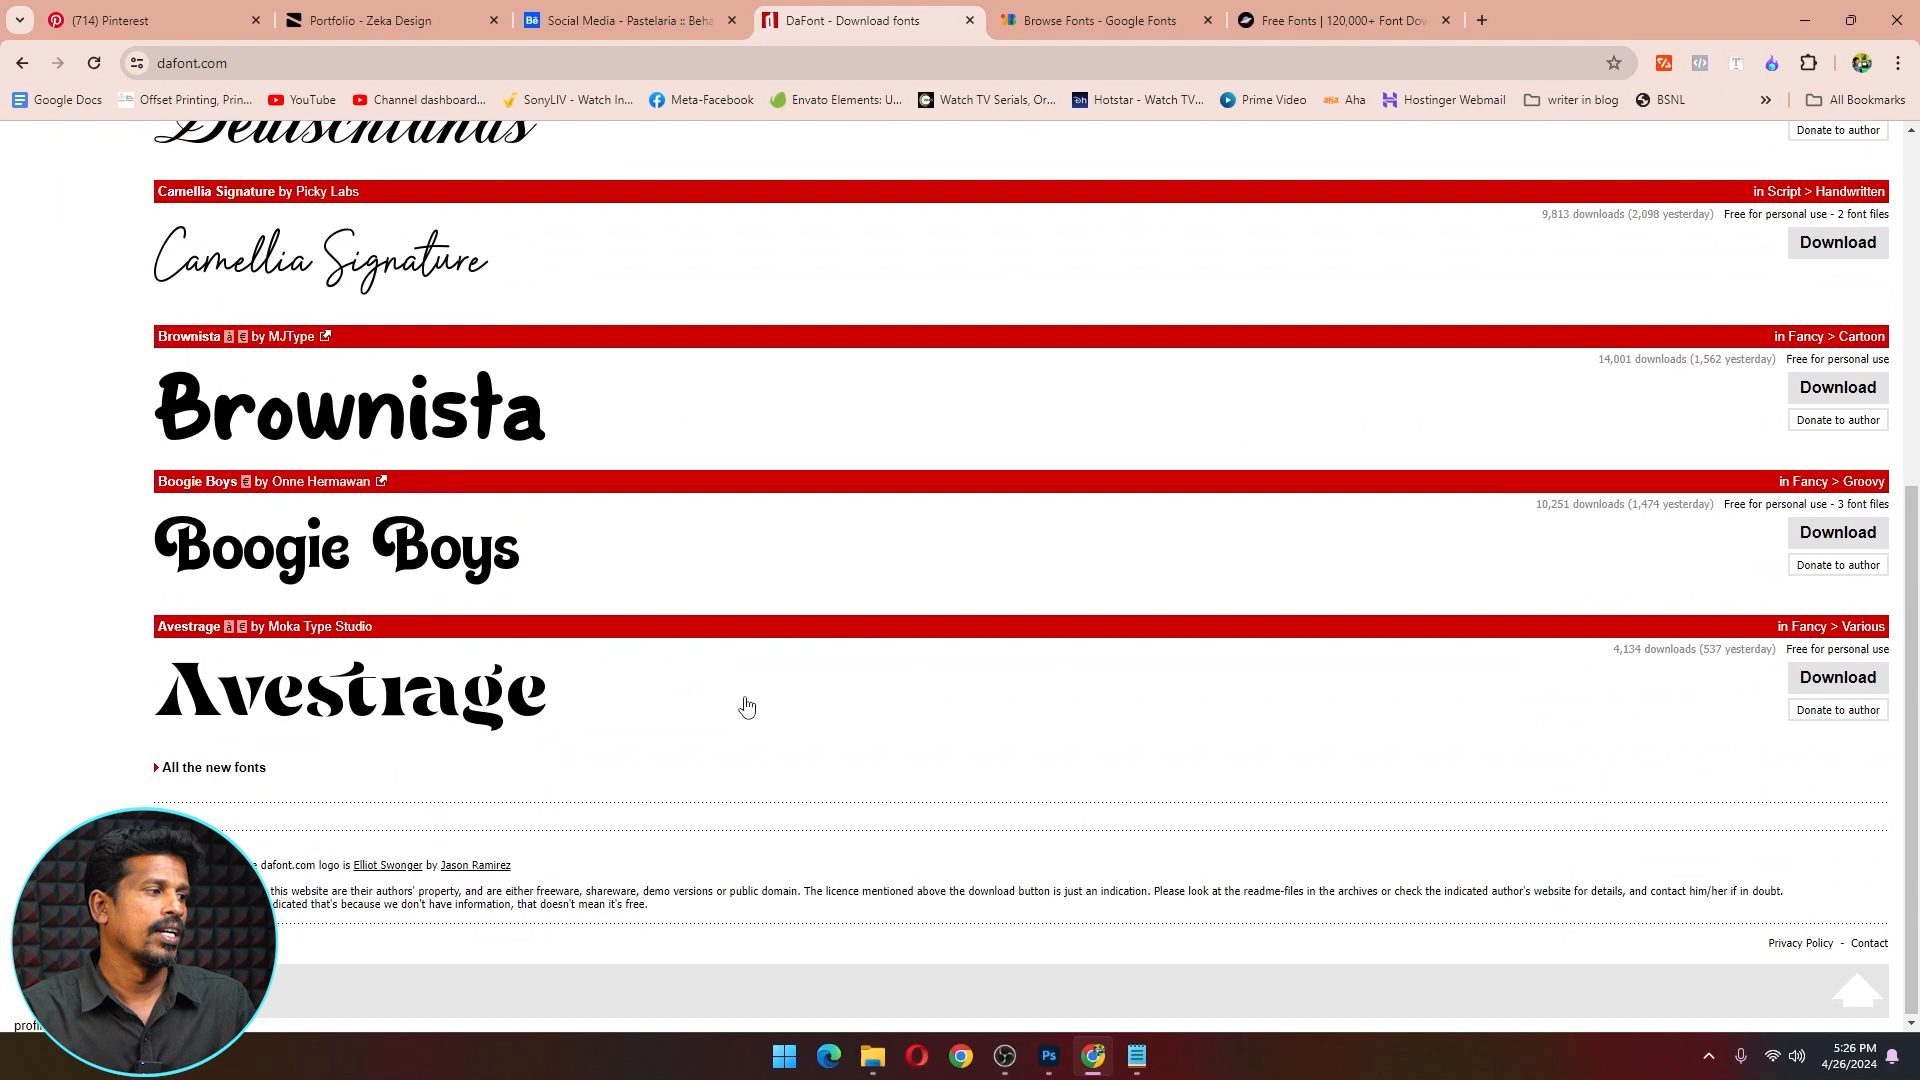 (714) Pinterest
Portfolio - Zeka Design
Social Media - Pastelaria :: Beha
DaFont - Download fonts
Browse Fonts - Google Fonts
Free Fonts | 120,000+ Font Dow
dafont.com
Google Docs
Offset Printing, Prin...
YouTube
Channel dashboard...
SonyLIV - Watch In...
Meta-Facebook
Envato Elements: U...
Watch TV Serials, Or...
Hotstar - Watch TV...
Prime Video
Aha
Hostinger Webmail
writer in blog
BSNL
All Bookmarks
Deutschlands
Donate to author
Camellia Signature by Picky Labs
in Script > Handwritten
9,813 downloads (2,098 yesterday) Free for personal use - 2 font files
Camellia Signature
Download
Brownista à € by MJType
in Fancy > Cartoon
14,001 downloads (1,562 yesterday) Free for personal use
Brownista
Download
Donate to author
Boogie Boys € by Onne Hermawan
in Fancy > Groovy
10,251 downloads (1,474 yesterday) Free for personal use - 3 font files
Boogie Boys
Download
Donate to author
Avestrage à € by Moka Type Studio
in Fancy > Various
4,134 downloads (537 yesterday) Free for personal use
Avestrage
Download
Donate to author
All the new fonts
dafont.com logo is Elliot Swonger by Jason Ramirez
this website are their authors' property, and are either freeware, shareware, demo versions or public domain. The licence mentioned above the download button is just an indication. Please look at the readme-files in the archives or check the indicated author's website for details, and contact him/her if in doubt.
dicated that's because we don't have information, that doesn't mean it's free.
Privacy Policy - Contact
profi
5:26 PM
4/26/2024